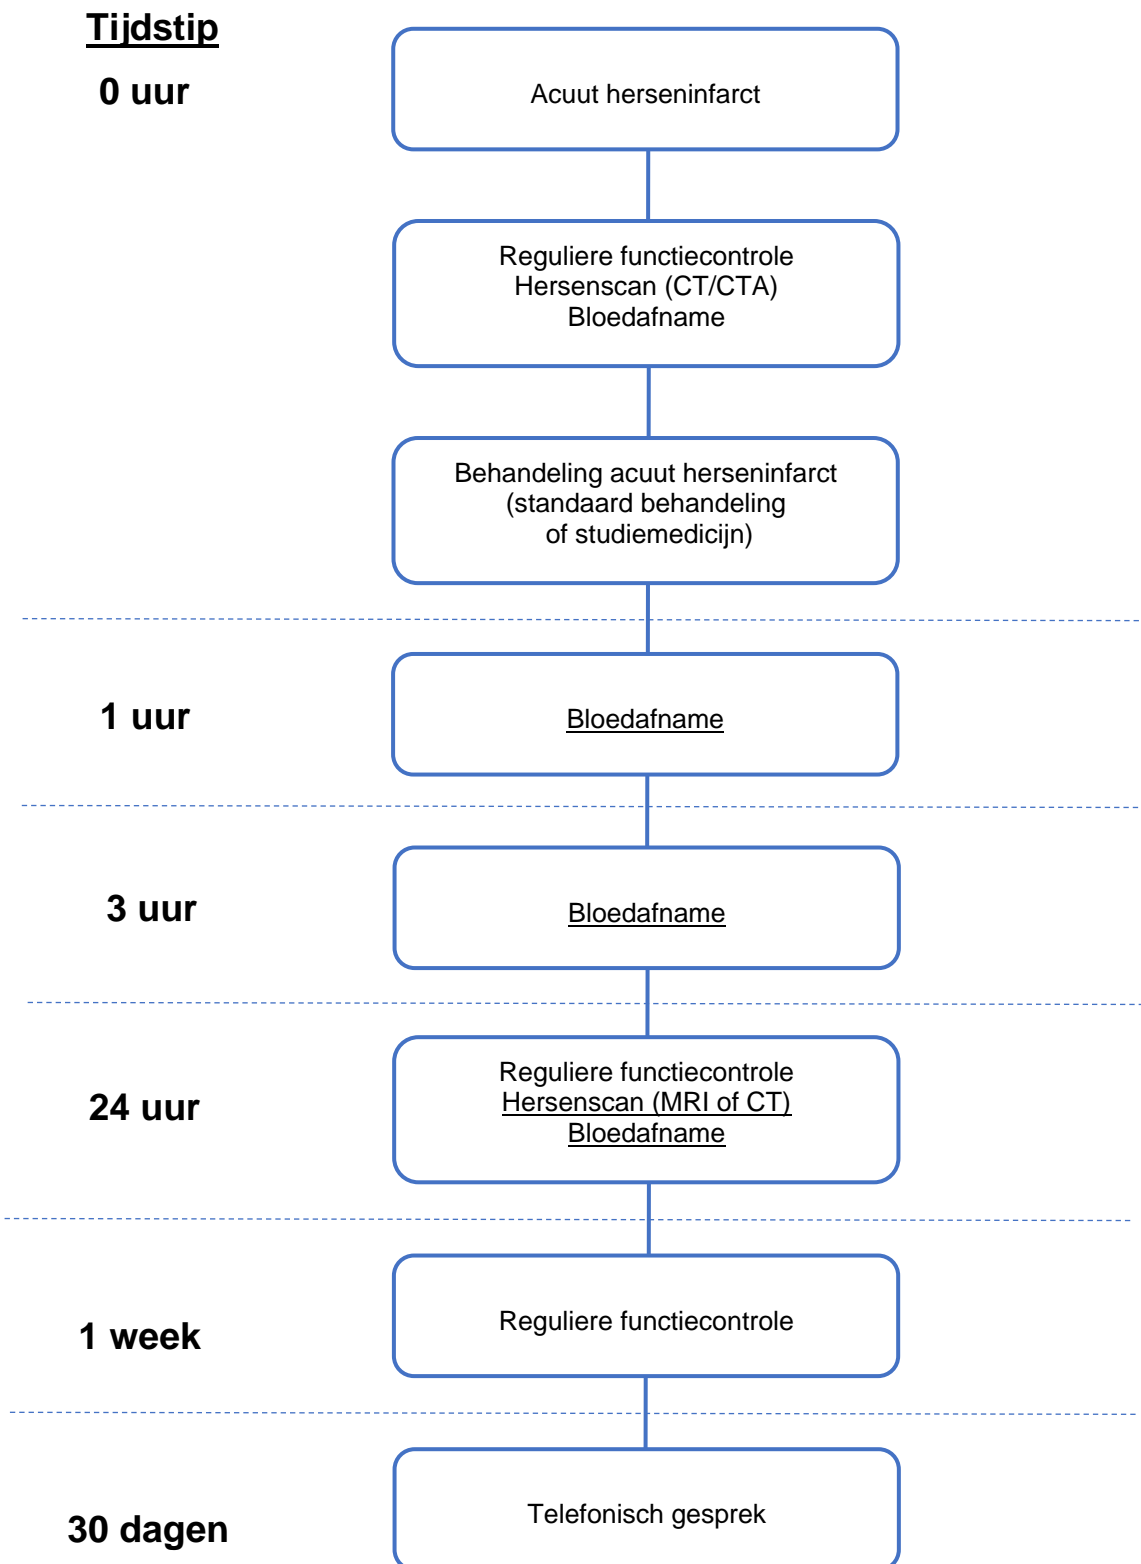 Tijdstip
0 uur
Acuut herseninfarct
Reguliere functiecontrole
Hersenscan (CT/CTA)
Bloedafname
Behandeling acuut herseninfarct
(standaard behandeling
of studiemedicijn)
1 uur
Bloedafname
3 uur
Bloedafname
24 uur
Reguliere functiecontrole
Hersenscan (MRI of CT)
Bloedafname
1 week
Reguliere functiecontrole
30 dagen
Telefonisch gesprek